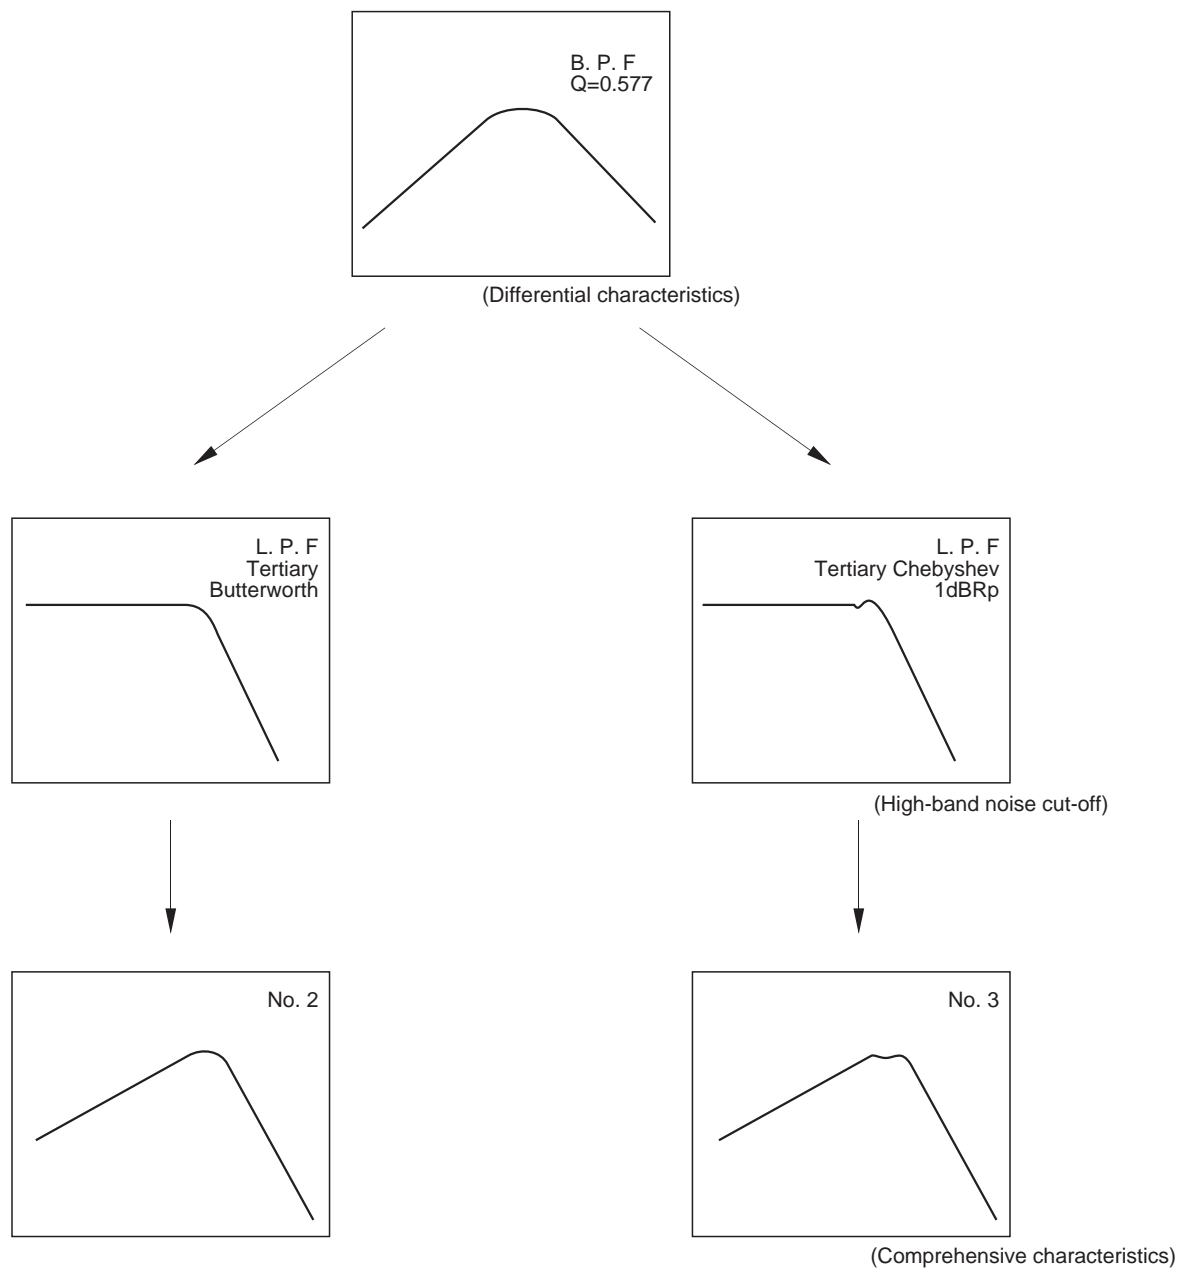 B. P. F
Q=0.577
(Differential characteristics)
L. P. F
Tertiary
Butterworth
L. P. F
Tertiary Chebyshev
1dBRp
(High-band noise cut-off)
No. 2
No. 3
(Comprehensive characteristics)